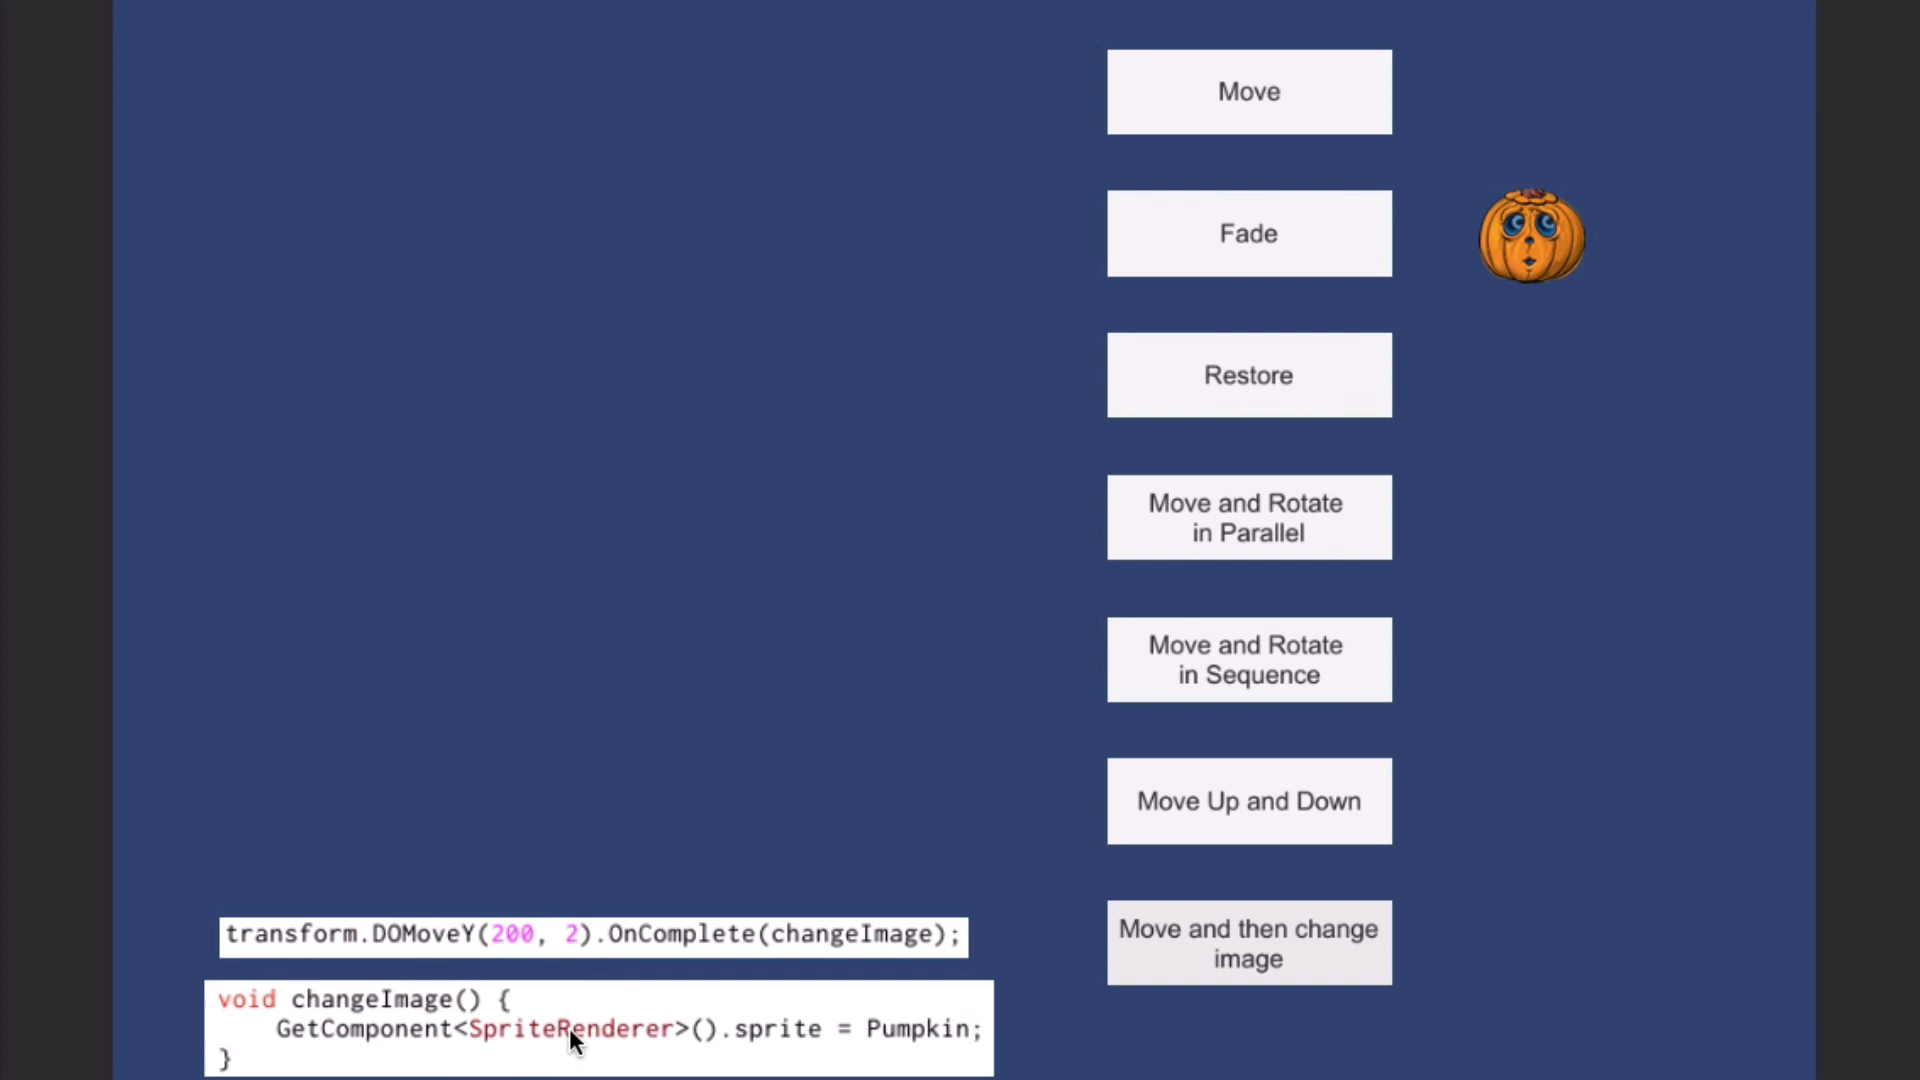 Move
Fade
Restore
Move and Rotate
in Parallel
Move and Rotate
in Sequence
Move Up and Down
Move and then change
image
transform.DOMoveY(200, 2).OnComplete(changeImage);
void changeImage() {
    GetComponent<SpriteRenderer>().sprite = Pumpkin;
}